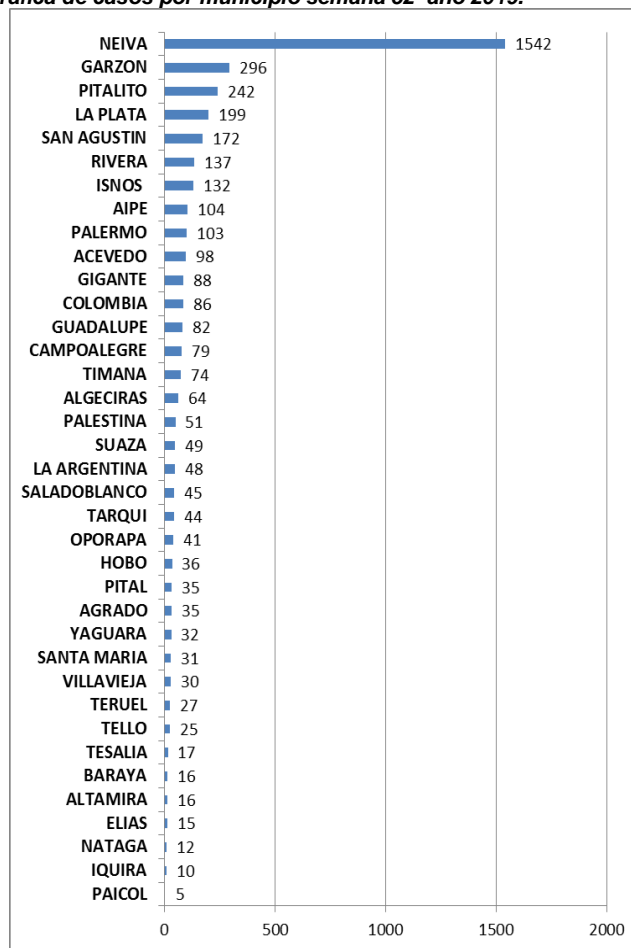 de casos por municipio semana 32 año 2019.
NEIVA 1542
GARZON 296
PITALITO 242
LA PLATA 199
SAN AGUSTIN 172
RIVERA 137
ISNOS 132
AIPE 104
PALERMO 103
ACEVEDO 98
GIGANTE 88
COLOMBIA 86
GUADALUPE 82
CAMPOALEGRE 79
TIMANA 74
ALGECIRAS 64
PALESTINA 51
SUAZA 49
LA ARGENTINA 48
SALADOBLANCO 45
TARQUI 44
OPORAPA 41
HOBO 36
PITAL 35
AGRADO 35
YAGUARA 32
SANTA MARIA 31
VILLAVIEJA 30
TERUEL 27
TELLO 25
TESALIA 17
BARAYA 16
ALTAMIRA 16
ELIAS 15
NATAGA 12
IQUIRA 10
PAICOL 5
0 500 1000 1500 2000